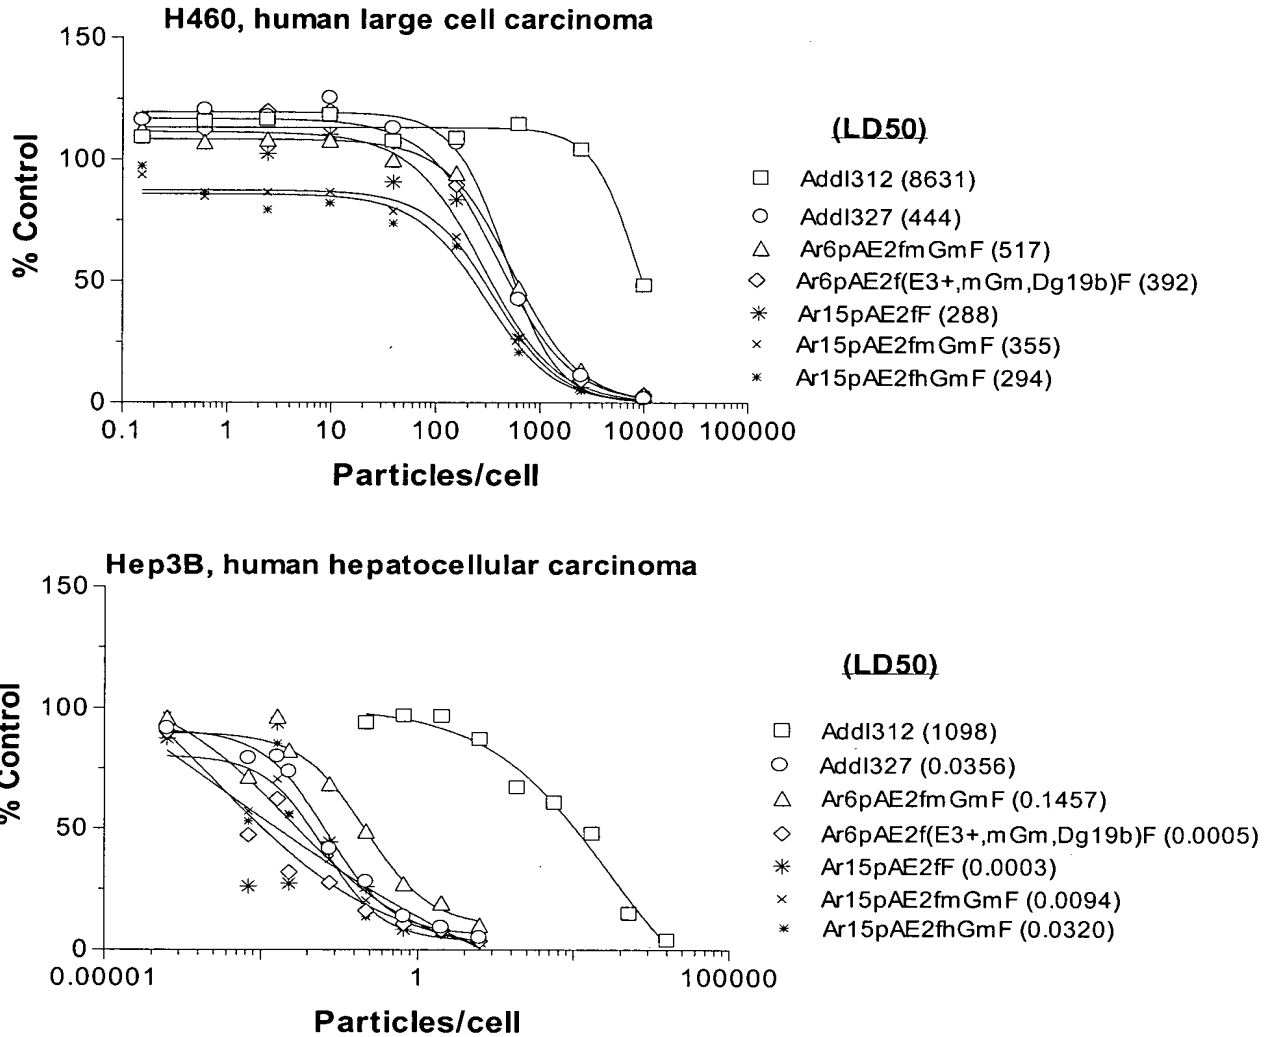 H460, human large cell carcinoma
150
100
50
0
% Control
0.1 1 10 100 1000 10000 100000
Particles/cell
(LD50)
Addl312 (8631)
Addl327 (444)
Ar6pAE2fmGmF (517)
Ar6pAE2f(E3+,mGm,Dg19b)F (392)
Ar15pAE2fF (288)
Ar15pAE2fmGmF (355)
Ar15pAE2fhGmF (294)
Hep3B, human hepatocellular carcinoma
150
100
50
0
% Control
0.00001 1 100000
Particles/cell
(LD50)
Addl312 (1098)
Addl327 (0.0356)
Ar6pAE2fmGmF (0.1457)
Ar6pAE2f(E3+,mGm,Dg19b)F (0.0005)
Ar15pAE2fF (0.0003)
Ar15pAE2fmGmF (0.0094)
Ar15pAE2fhGmF (0.0320)